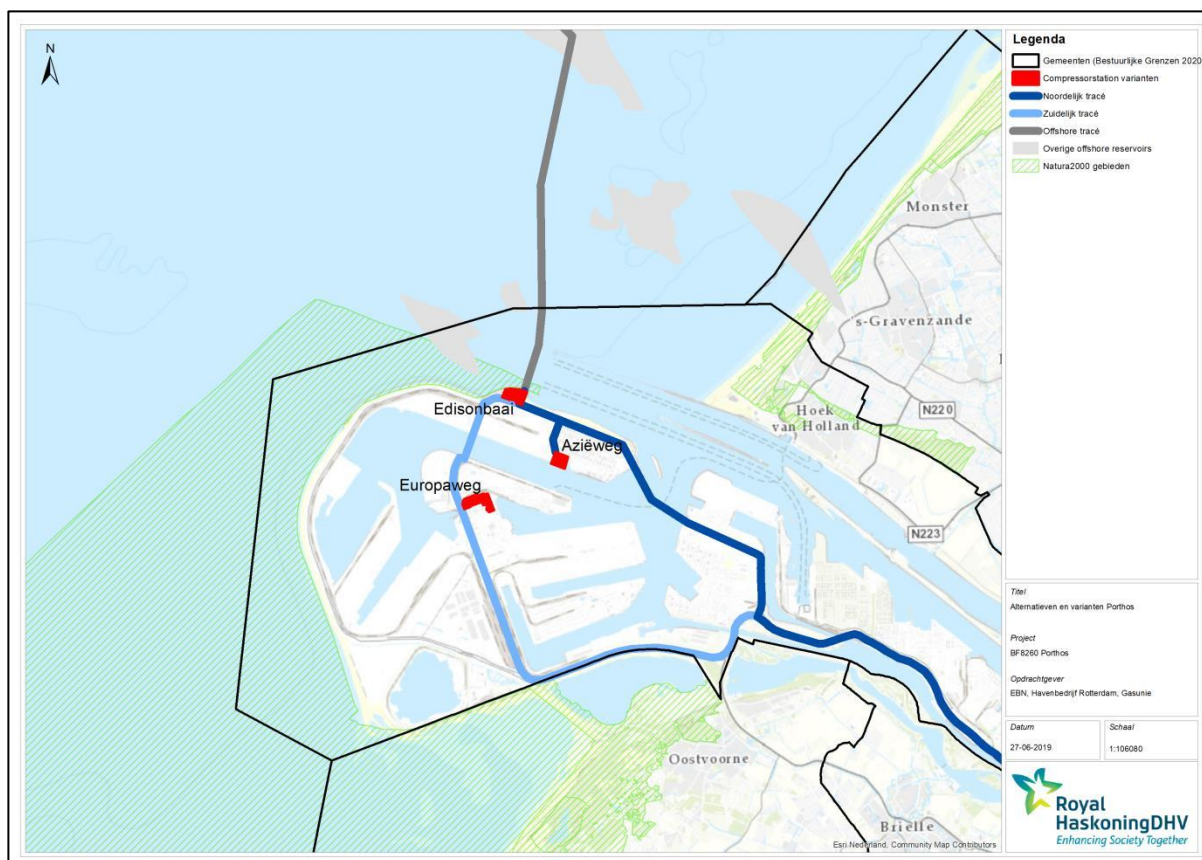 N
Monster
's-Gravenzande
Hoek
van Holland
N220
N223
Edisonbaai
Aziëweg
Europaweg
Oostvoorne
Brielle
Esri Nederland, Community Map Contributors
Legenda
Gemeenten (Bestuurlijke Grenzen 2020
Compressorstation varianten
Noordelijk tracé
Zuidelijk tracé
Offshore tracé
Overige offshore reservoirs
Natura2000 gebieden
Titel
Alternatieven en varianten Porthos
Project
BF8260 Porthos
Opdrachtgever
EBN, Havenbedrijf Rotterdam, Gasunie
Datum
27-06-2019
Schaal
1:106080
Royal
HaskoningDHV
Enhancing Society Together